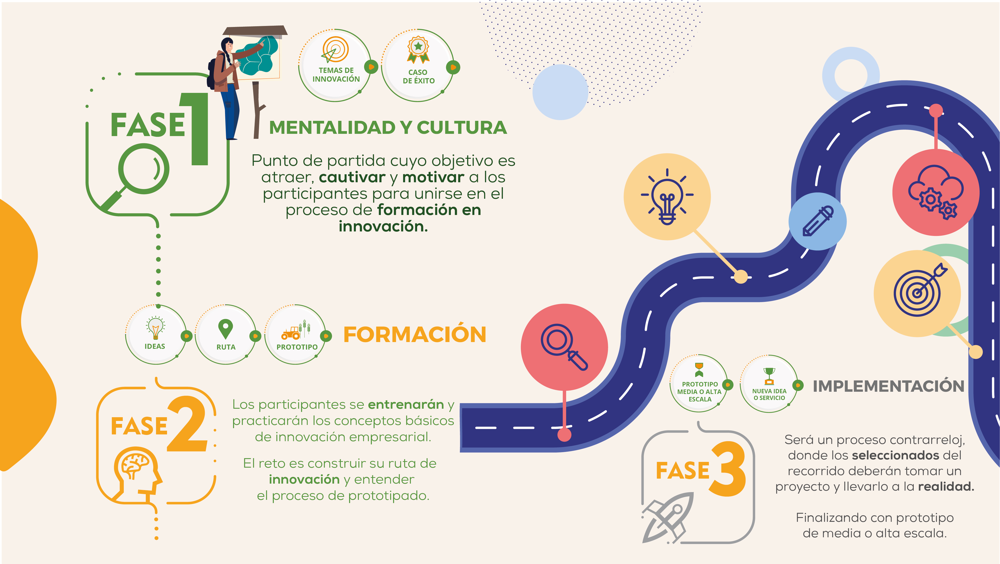 FASE 1
TEMAS DE
INNOVACIÓN
CASO
DE ÉXITO
MENTALIDAD Y CULTURA
Punto de partida cuyo objetivo es
atraer, cautivar y motivar a los
participantes para unirse en el
proceso de formación en
innovación.
IDEAS
RUTA
PROTOTIPO
FORMACIÓN
FASE 2
Los participantes se entrenarán y
practicarán los conceptos básicos
de innovación empresarial.
El reto es construir su ruta de
innovación y entender
el proceso de prototipado.
PROTOTIPO
MEDIA O ALTA
ESCALA
NUEVA IDEA
O SERVICIO
IMPLEMENTACIÓN
FASE 3
Será un proceso contrarreloj,
donde los seleccionados del
recorrido deberán tomar un
proyecto y llevarlo a la realidad.
Finalizando con prototipo
de media o alta escala.